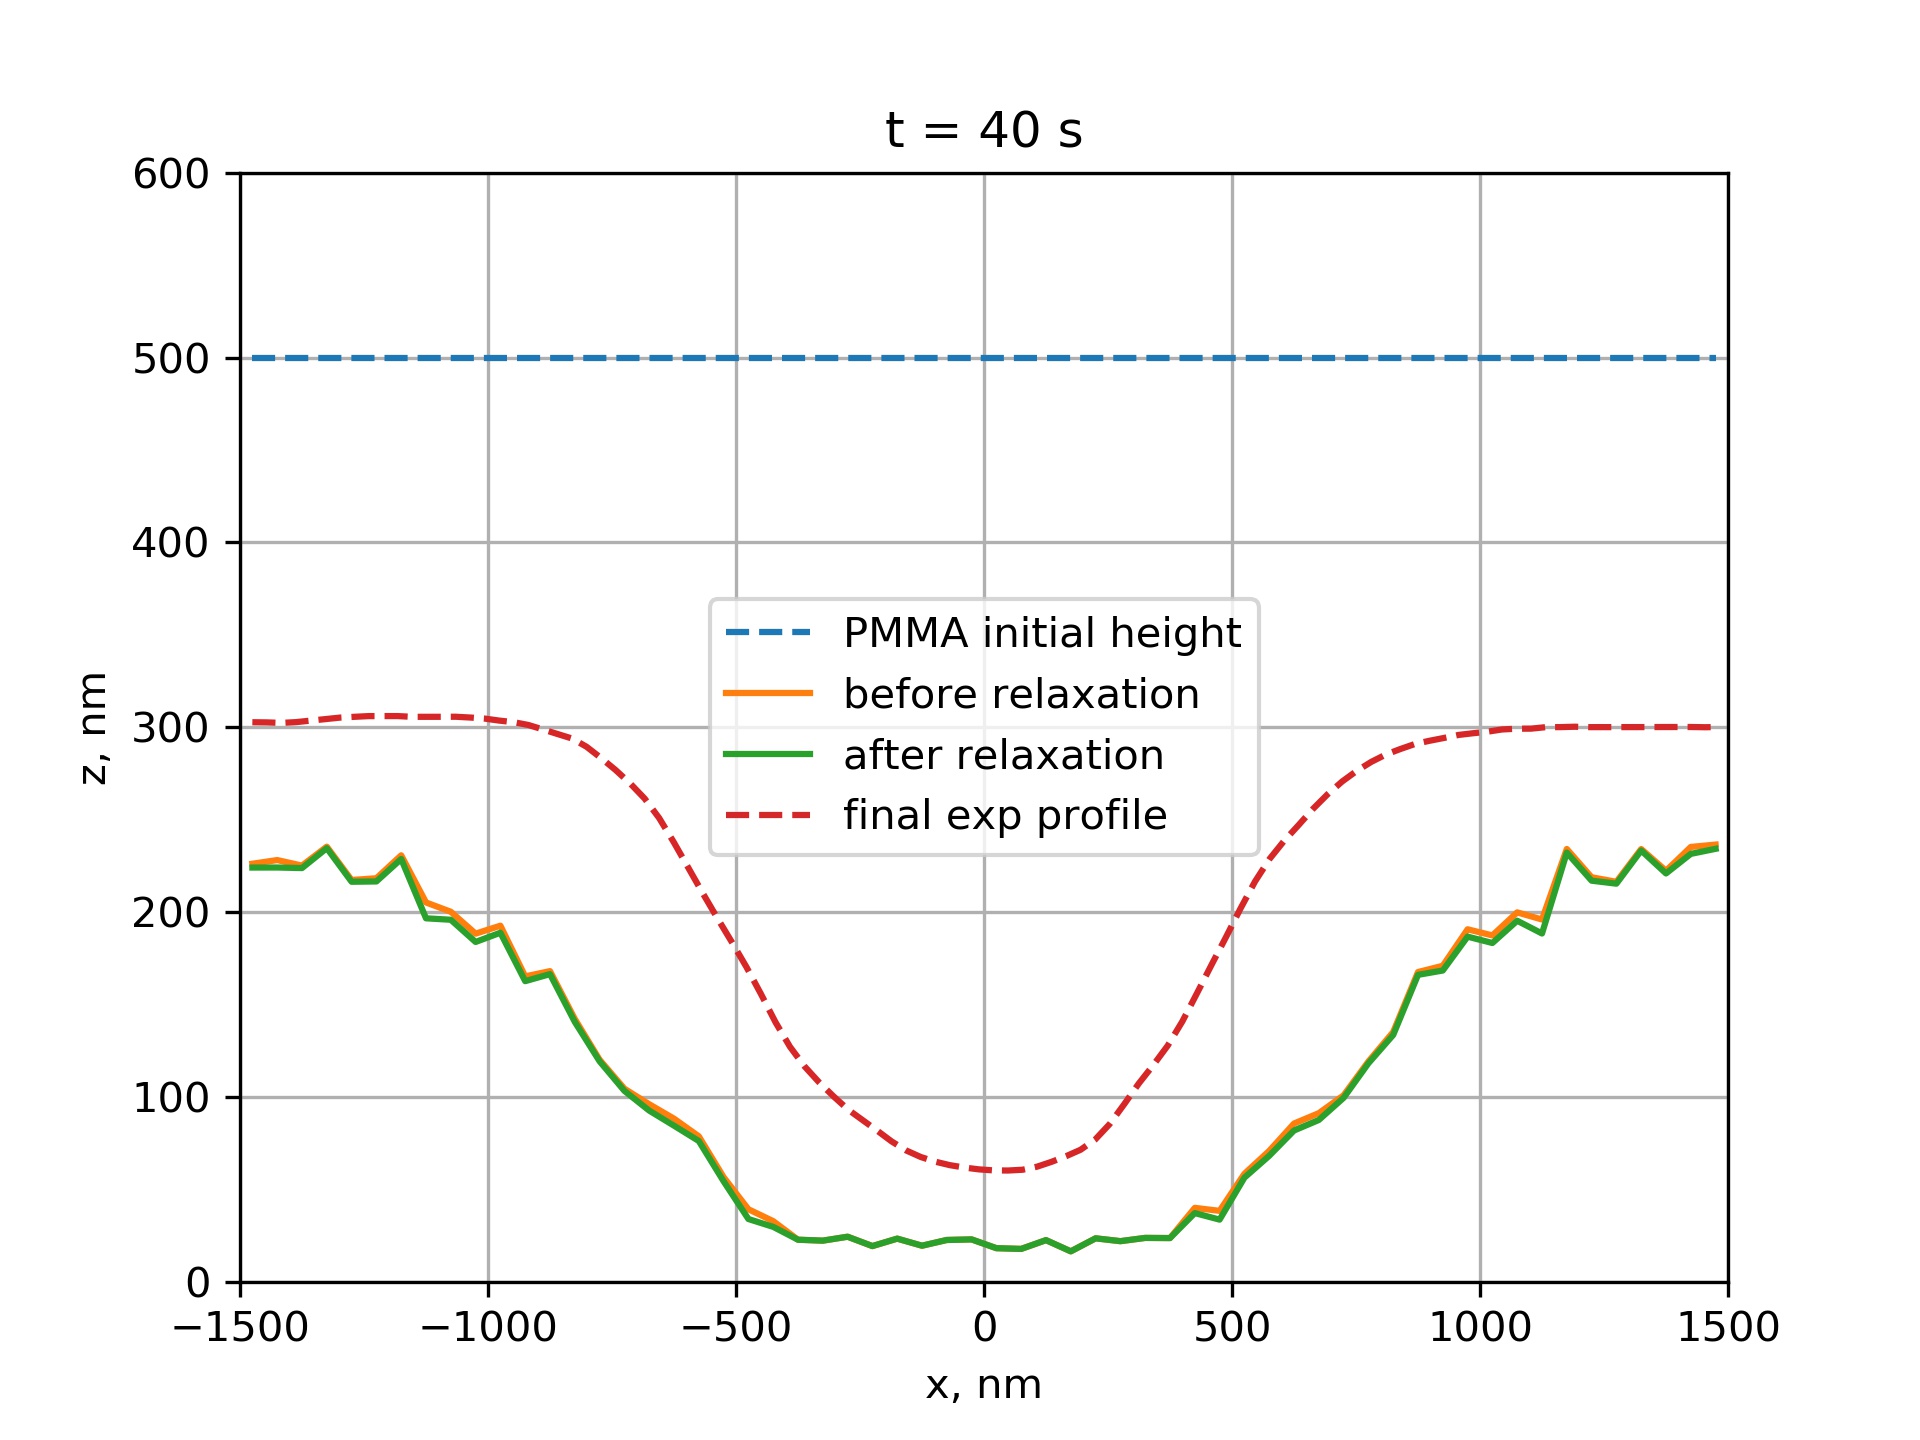 t = 40 s
600
500
400
300
200
100
0
z, nm
PMMA initial height
before relaxation
after relaxation
final exp profile
−1500 −1000 −500 0 500 1000 1500
x, nm